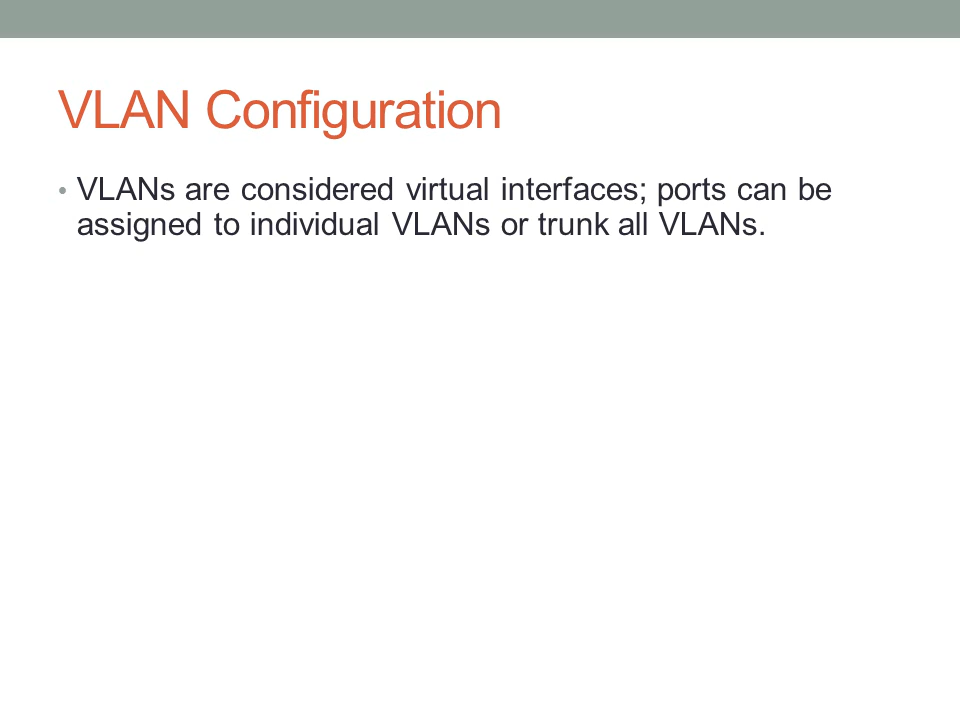 VLAN Configuration
• VLANs are considered virtual interfaces; ports can be
assigned to individual VLANs or trunk all VLANs.